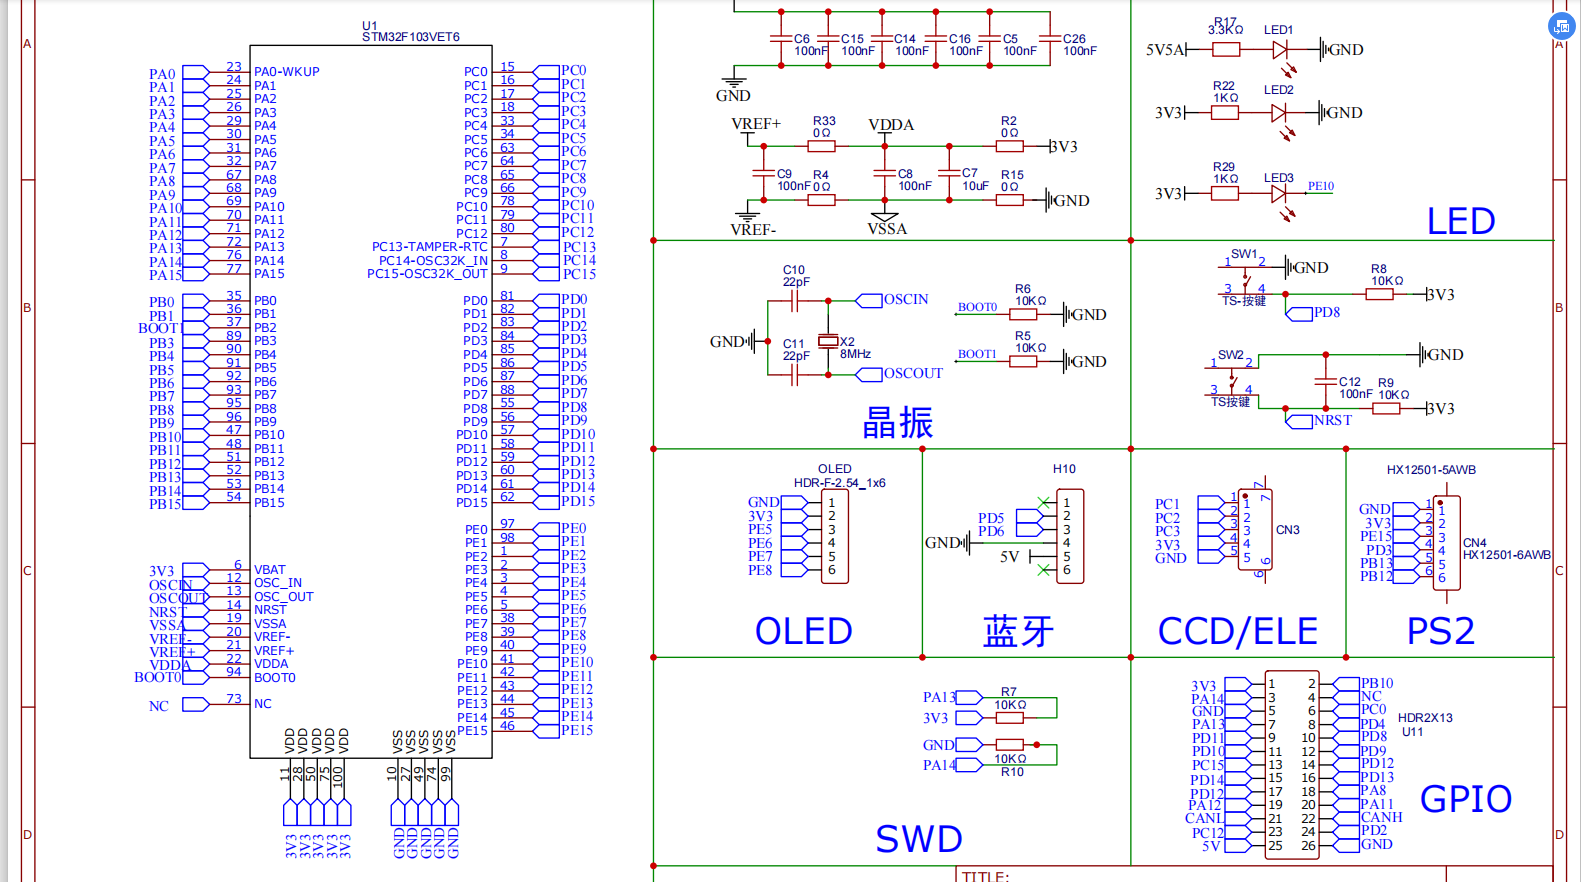 U1
STM32F103VET6
A
B
C
D
PA0 23 PA0-WKUP
PA1 24 PA1
PA2 25 PA2
PA3 26 PA3
PA4 29 PA4
PA5 30 PA5
PA6 31 PA6
PA7 32 PA7
PA8 67 PA8
PA9 68 PA9
PA10 69 PA10
PA11 70 PA11
PA12 71 PA12
PA13 72 PA13
PA14 76 PA14
PA15 77 PA15
PB0 35 PB0
PB1 36 PB1
BOOT1 37 PB2
PB3 89 PB3
PB4 90 PB4
PB5 91 PB5
PB6 92 PB6
PB7 93 PB7
PB8 95 PB8
PB9 96 PB9
PB10 47 PB10
PB11 48 PB11
PB12 51 PB12
PB13 52 PB13
PB14 53 PB14
PB15 54 PB15
3V3 6 VBAT
OSCIN 12 OSC_IN
OSCOUT 13 OSC_OUT
NRST 14 NRST
VSSA 19 VSSA
VREF- 20 VREF-
VREF+ 21 VREF+
VDDA 22 VDDA
BOOT0 94 BOOT0
NC 73 NC
PC0 15 PC0
PC1 16 PC1
PC2 17 PC2
PC3 18 PC3
PC4 33 PC4
PC5 34 PC5
PC6 63 PC6
PC7 64 PC7
PC8 65 PC8
PC9 66 PC9
PC10 78 PC10
PC11 79 PC11
PC12 80 PC12
PC13-TAMPER-RTC 7 PC13
PC14-OSC32K_IN 8 PC14
PC15-OSC32K_OUT 9 PC15
PD0 81 PD0
PD1 82 PD1
PD2 83 PD2
PD3 84 PD3
PD4 85 PD4
PD5 86 PD5
PD6 87 PD6
PD7 88 PD7
PD8 55 PD8
PD9 56 PD9
PD10 57 PD10
PD11 58 PD11
PD12 59 PD12
PD13 60 PD13
PD14 61 PD14
PD15 62 PD15
PE0 97 PE0
PE1 98 PE1
PE2 1 PE2
PE3 2 PE3
PE4 3 PE4
PE5 4 PE5
PE6 5 PE6
PE7 38 PE7
PE8 39 PE8
PE9 40 PE9
PE10 41 PE10
PE11 42 PE11
PE12 43 PE12
PE13 44 PE13
PE14 45 PE14
PE15 46 PE15
VDD VDD VDD VDD VDD VSS VSS VSS VSS VSS
11 28 50 75 100 10 27 49 74 99
3V3 3V3 3V3 3V3 3V3 GND GND GND GND GND
C6 C15 C14 C16 C5 C26
100nF 100nF 100nF 100nF 100nF 100nF
GND
VREF+ R33 VDDA R2
0Ω 0Ω
3V3
C9 R4 C8 C7 R15
100nF 0Ω 100nF 10uF 0Ω
GND
VREF- VSSA
C10
22pF
OSCIN
GND
C11
22pF
X2
8MHz
OSCOUT
R6
BOOT0 10KΩ
GND
R5
BOOT1 10KΩ
GND
晶振
R17 LED1
3.3KΩ
5V5A GND
R22 LED2
1KΩ
3V3 GND
R29 LED3
1KΩ
3V3 PE10
LED
SW1
1 2 GND
3 4
TS-按键
R8
10KΩ
3V3
PD8
SW2
1 2 GND
3 4
TS按键
C12
100nF
R9
10KΩ
3V3
NRST
A
B
C
D
OLED
HDR-F-2.54_1x6
GND 1
3V3 2
PE5 3
PE6 4
PE7 5
PE8 6
OLED
H10
1
PD5 2
PD6 3
GND 4
5V 5
6
蓝牙
7 7
PC1 1 1
PC2 2 2
PC3 3 3
3V3 4 4
GND 5 5
6 6
CN3
CCD/ELE
HX12501-5AWB
GND 1 1
3V3 2 2
PE15 3 3
PD3 4 4
PB13 5 5
PB12 6 6
CN4
HX12501-6AWB
PS2
PA13 R7
10KΩ
3V3
GND
10KΩ
PA14 R10
SWD
3V3 1 2 PB10
PA14 3 4 NC
GND 5 6 PC0
PA13 7 8 PD4
PD11 9 10 PD8
PD10 11 12 PD9
PC15 13 14 PD12
PD14 15 16 PD13
PD12 17 18 PA8
PA12 19 20 PA11
CANL 21 22 CANH
PC12 23 24 PD2
5V 25 26 GND
HDR2X13
U11
GPIO
TITLE: